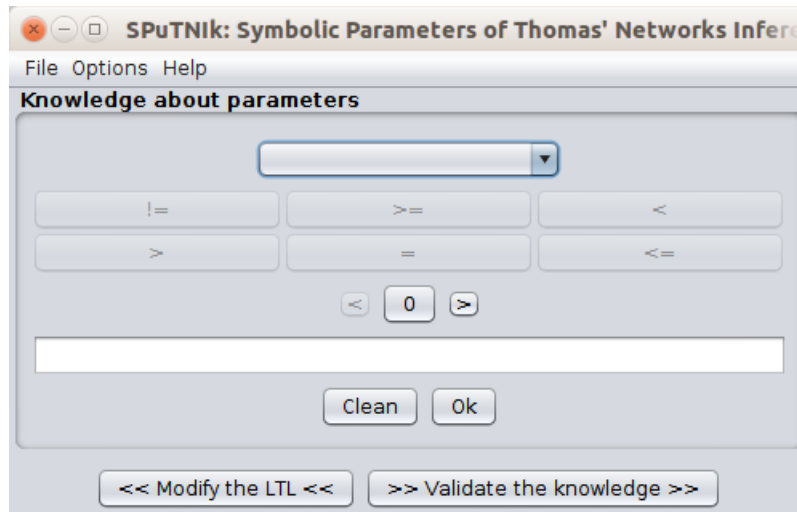 SPuTNIk: Symbolic Parameters of Thomas' Networks Infere
File Options Help
Knowledge about parameters
!= >= <
> = <=
< 0 >
Clean Ok
<< Modify the LTL << >> Validate the knowledge >>